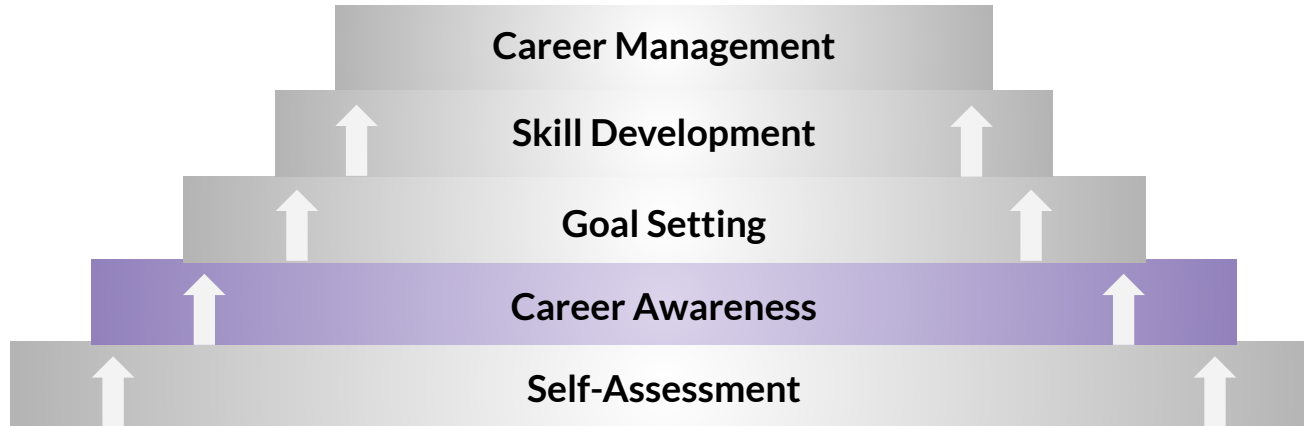 Career Management
Skill Development
Goal Setting
Career Awareness
Self-Assessment